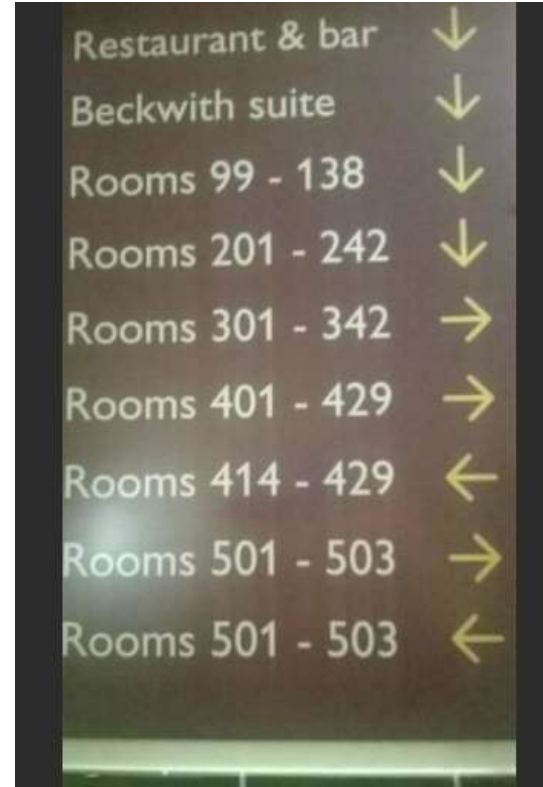 Restaurant & bar ↓
Beckwith suite ↓
Rooms 99 - 138 ↓
Rooms 201 - 242 ↓
Rooms 301 - 342 →
Rooms 401 - 429 →
Rooms 414 - 429 ←
Rooms 501 - 503 →
Rooms 501 - 503 ←